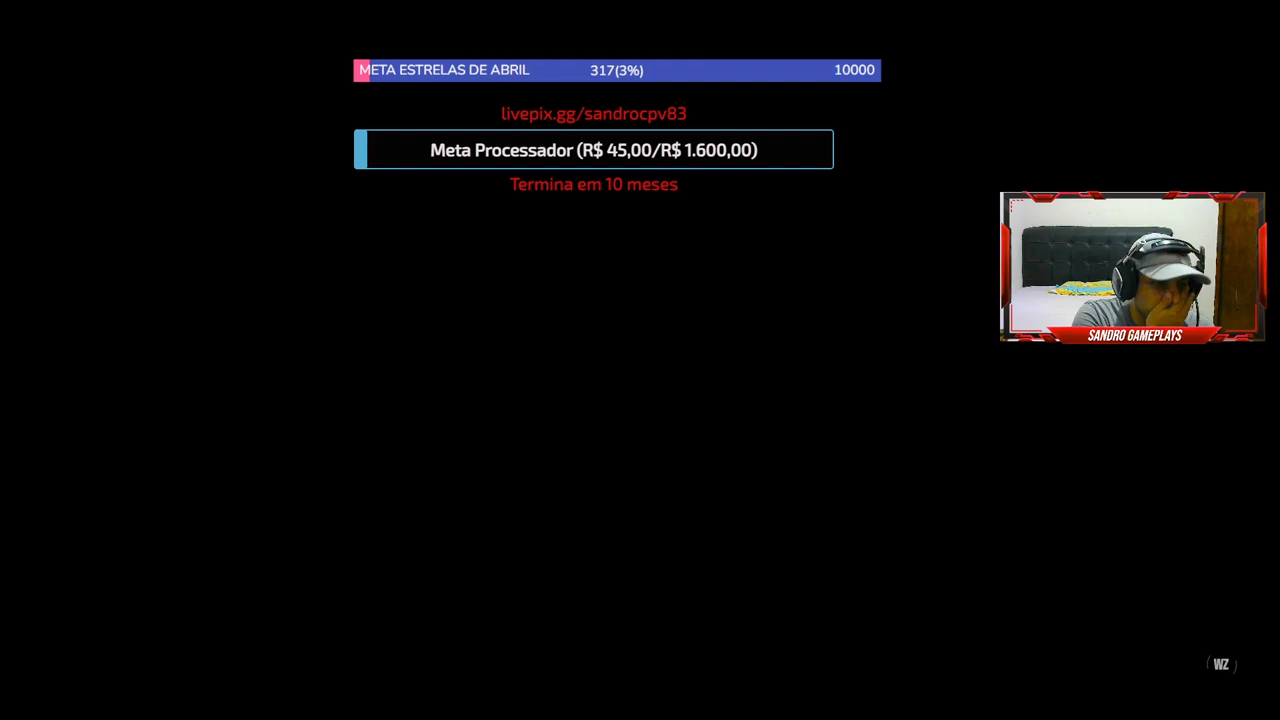 META ESTRELAS DE ABRIL 317(3%) 10000
livepix.gg/sandrocpv83
Meta Processador (R$ 45,00/R$ 1.600,00)
Termina em 10 meses
SANDRO GAMEPLAYS
WZ